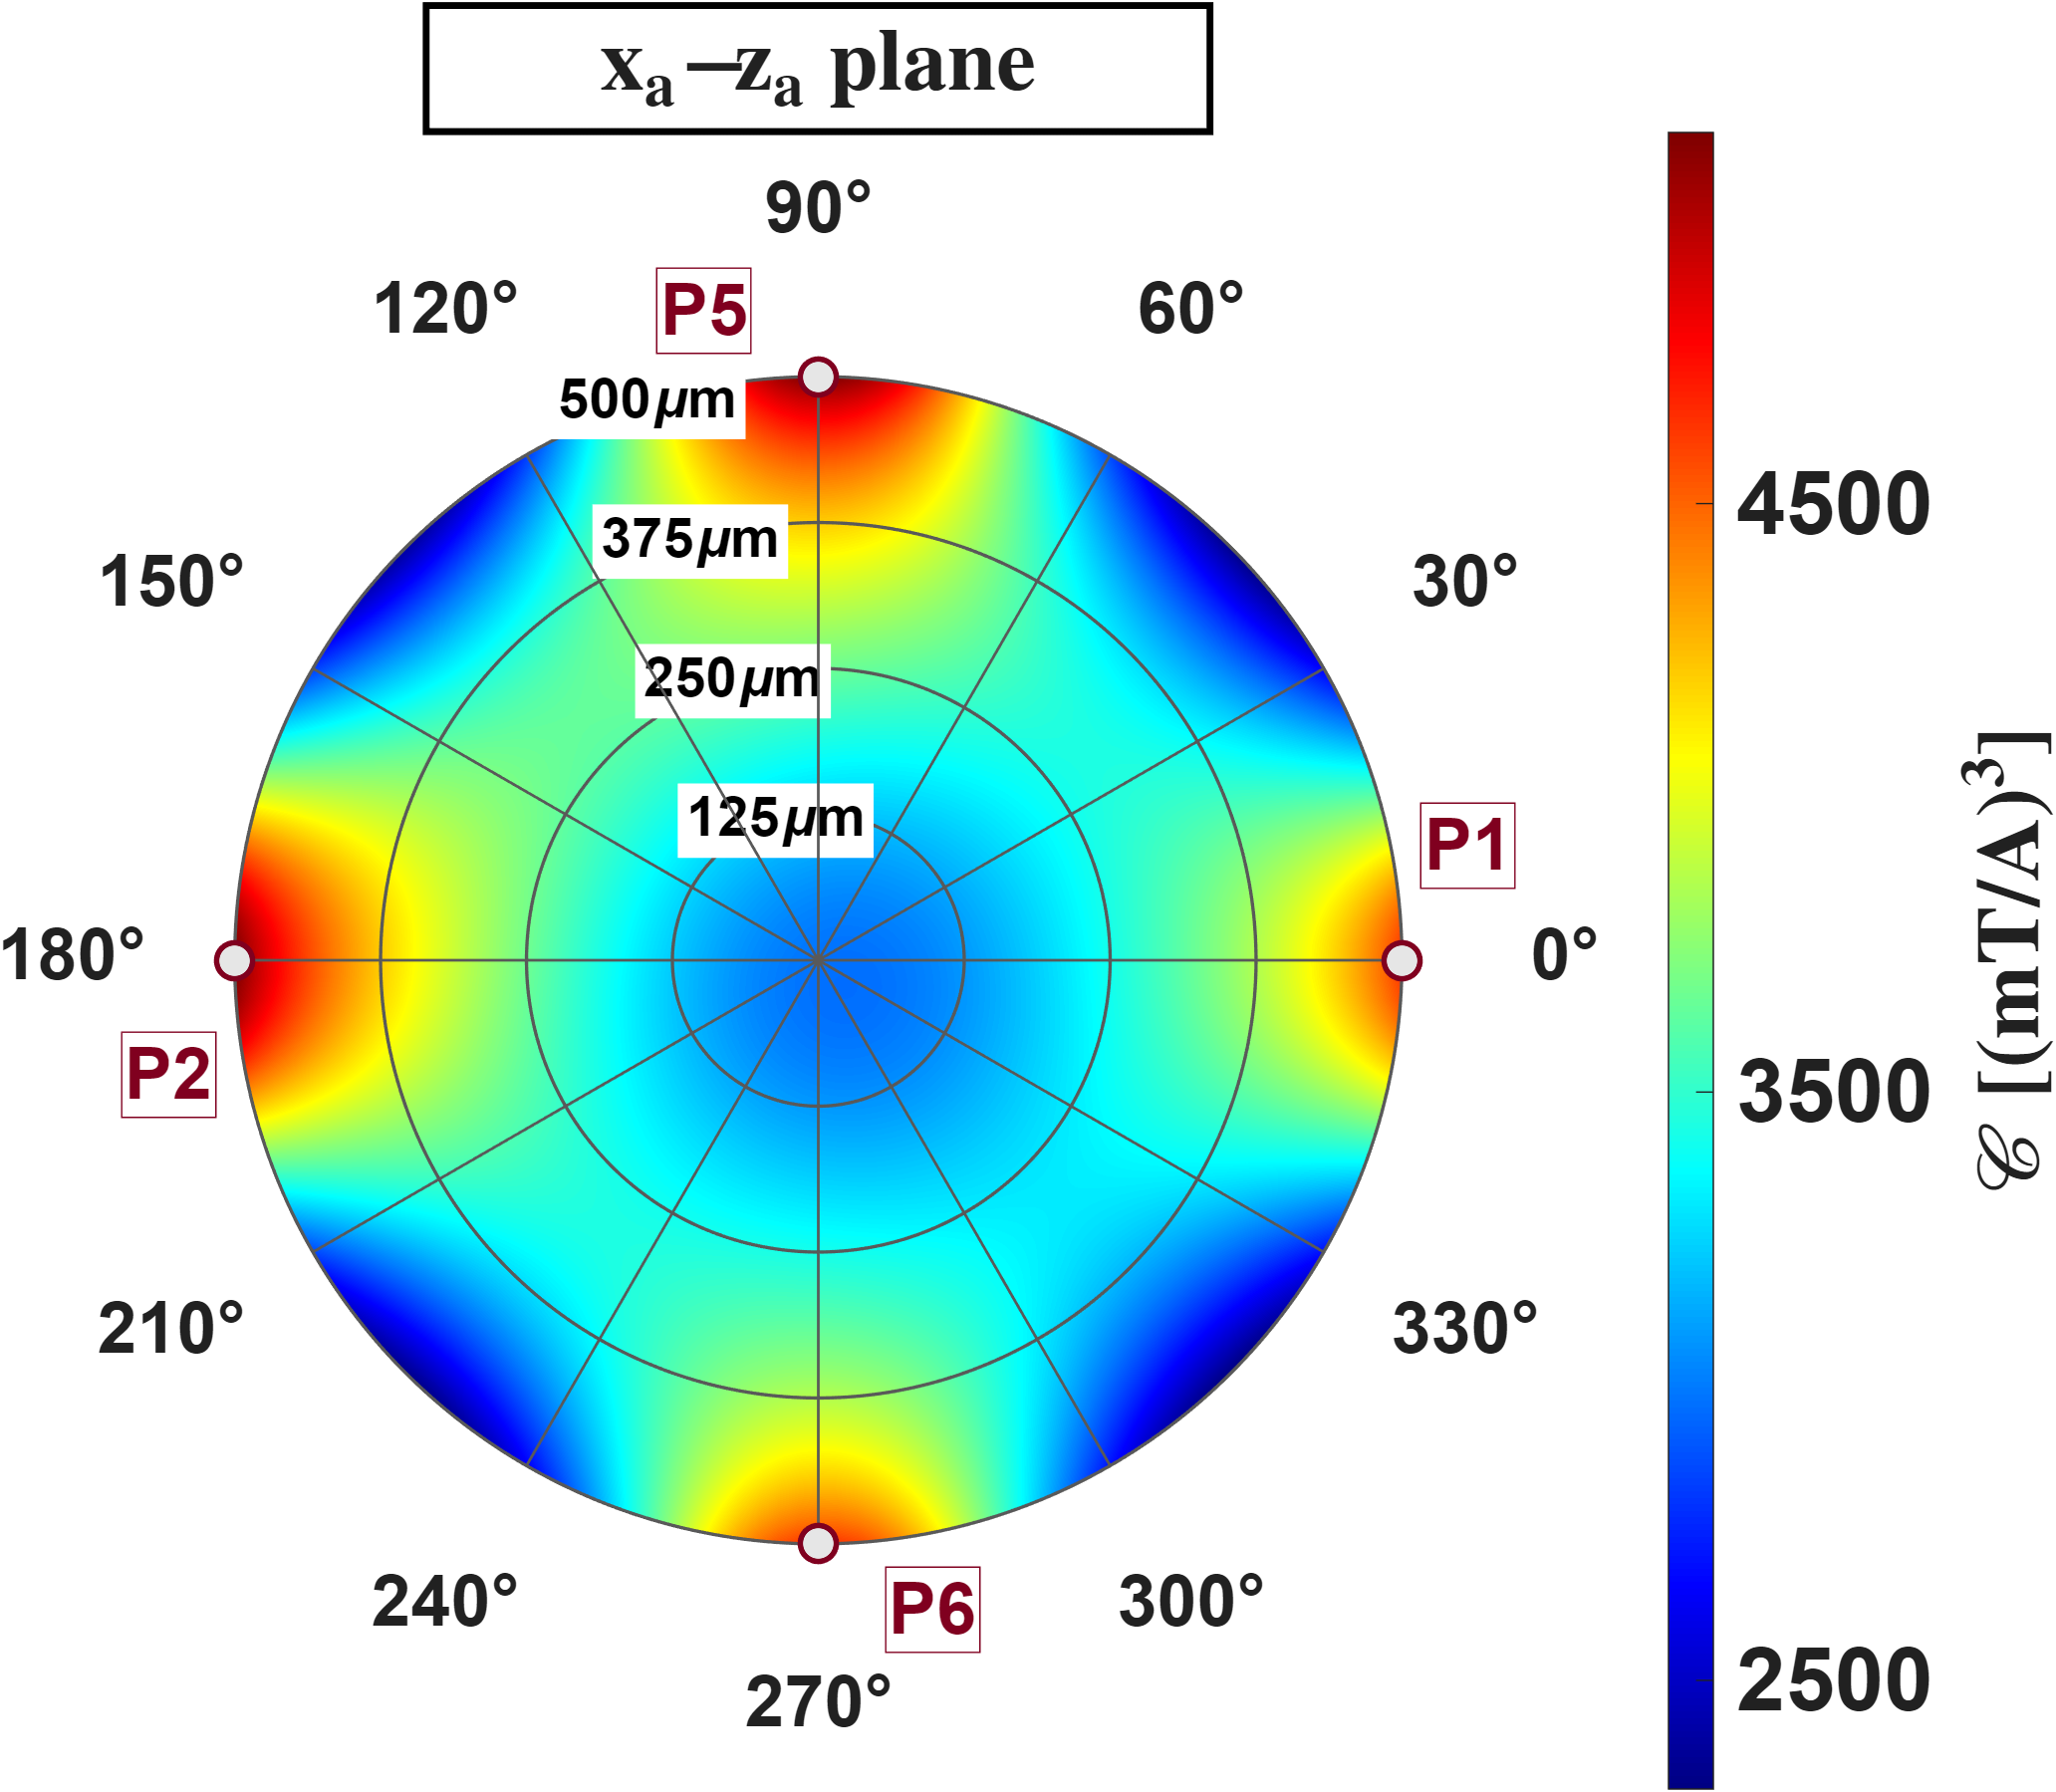 xₐ–zₐ plane
90°
120°
60°
P5
500μm
375μm
150°
30°
250μm
125μm
P1
180°
0°
P2
210°
330°
240°
P6
300°
270°
4500
3500
2500
𝒞 [(mT/A)³]